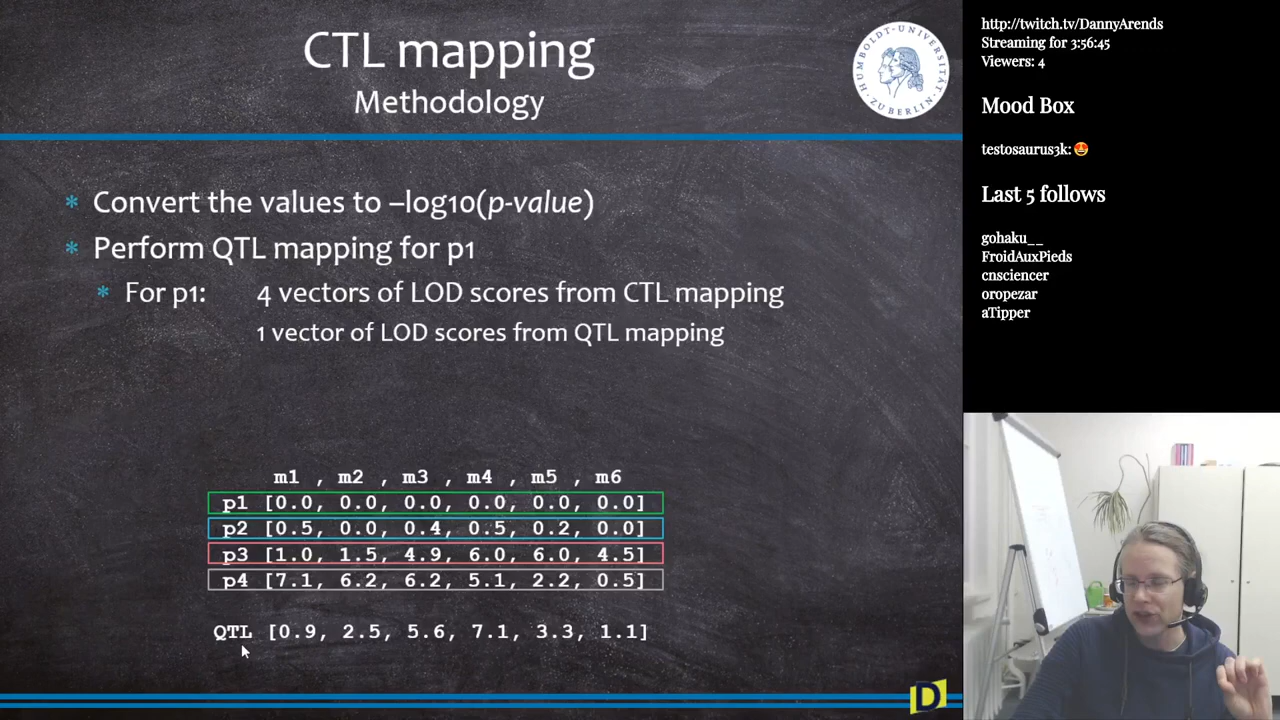 CTL mapping
Methodology
HUMBOLDT-UNIVERSITÄT ZU BERLIN
* Convert the values to –log10(p-value)
* Perform QTL mapping for p1
* For p1: 4 vectors of LOD scores from CTL mapping
1 vector of LOD scores from QTL mapping
m1 , m2 , m3 , m4 , m5 , m6
p1 [0.0, 0.0, 0.0, 0.0, 0.0, 0.0]
p2 [0.5, 0.0, 0.4, 0.5, 0.2, 0.0]
p3 [1.0, 1.5, 4.9, 6.0, 6.0, 4.5]
p4 [7.1, 6.2, 6.2, 5.1, 2.2, 0.5]
QTL [0.9, 2.5, 5.6, 7.1, 3.3, 1.1]
D
http://twitch.tv/DannyArends
Streaming for 3:56:45
Viewers: 4
Mood Box
testosaurus3k: 🤩
Last 5 follows
gohaku__
FroidAuxPieds
cnsciencer
oropezar
aTipper